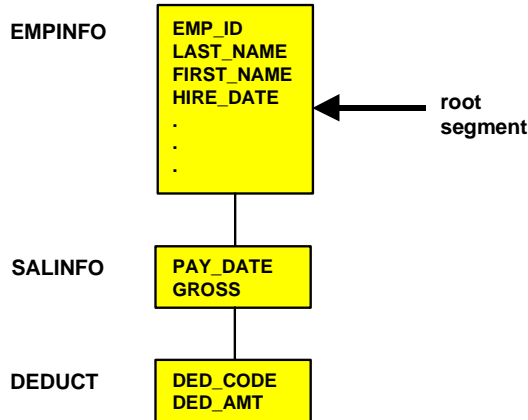 EMPINFO
EMP_ID
LAST_NAME
FIRST_NAME
HIRE_DATE
.
.
.
root
segment
SALINFO
PAY_DATE
GROSS
DEDUCT
DED_CODE
DED_AMT